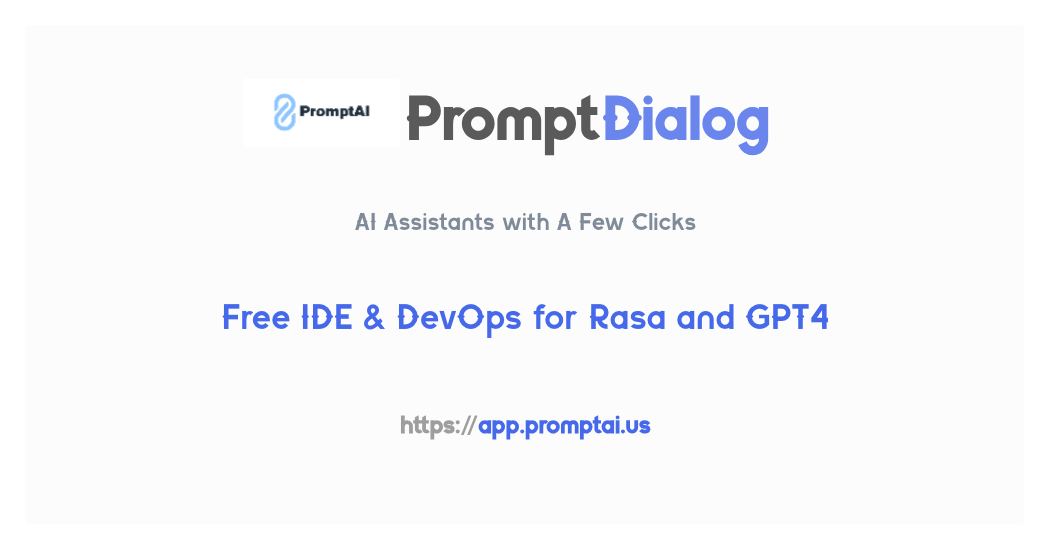 PromptAI PromptDialog
AI Assistants with A Few Clicks
Free IDE & DevOps for Rasa and GPT4
https://app.promptai.us